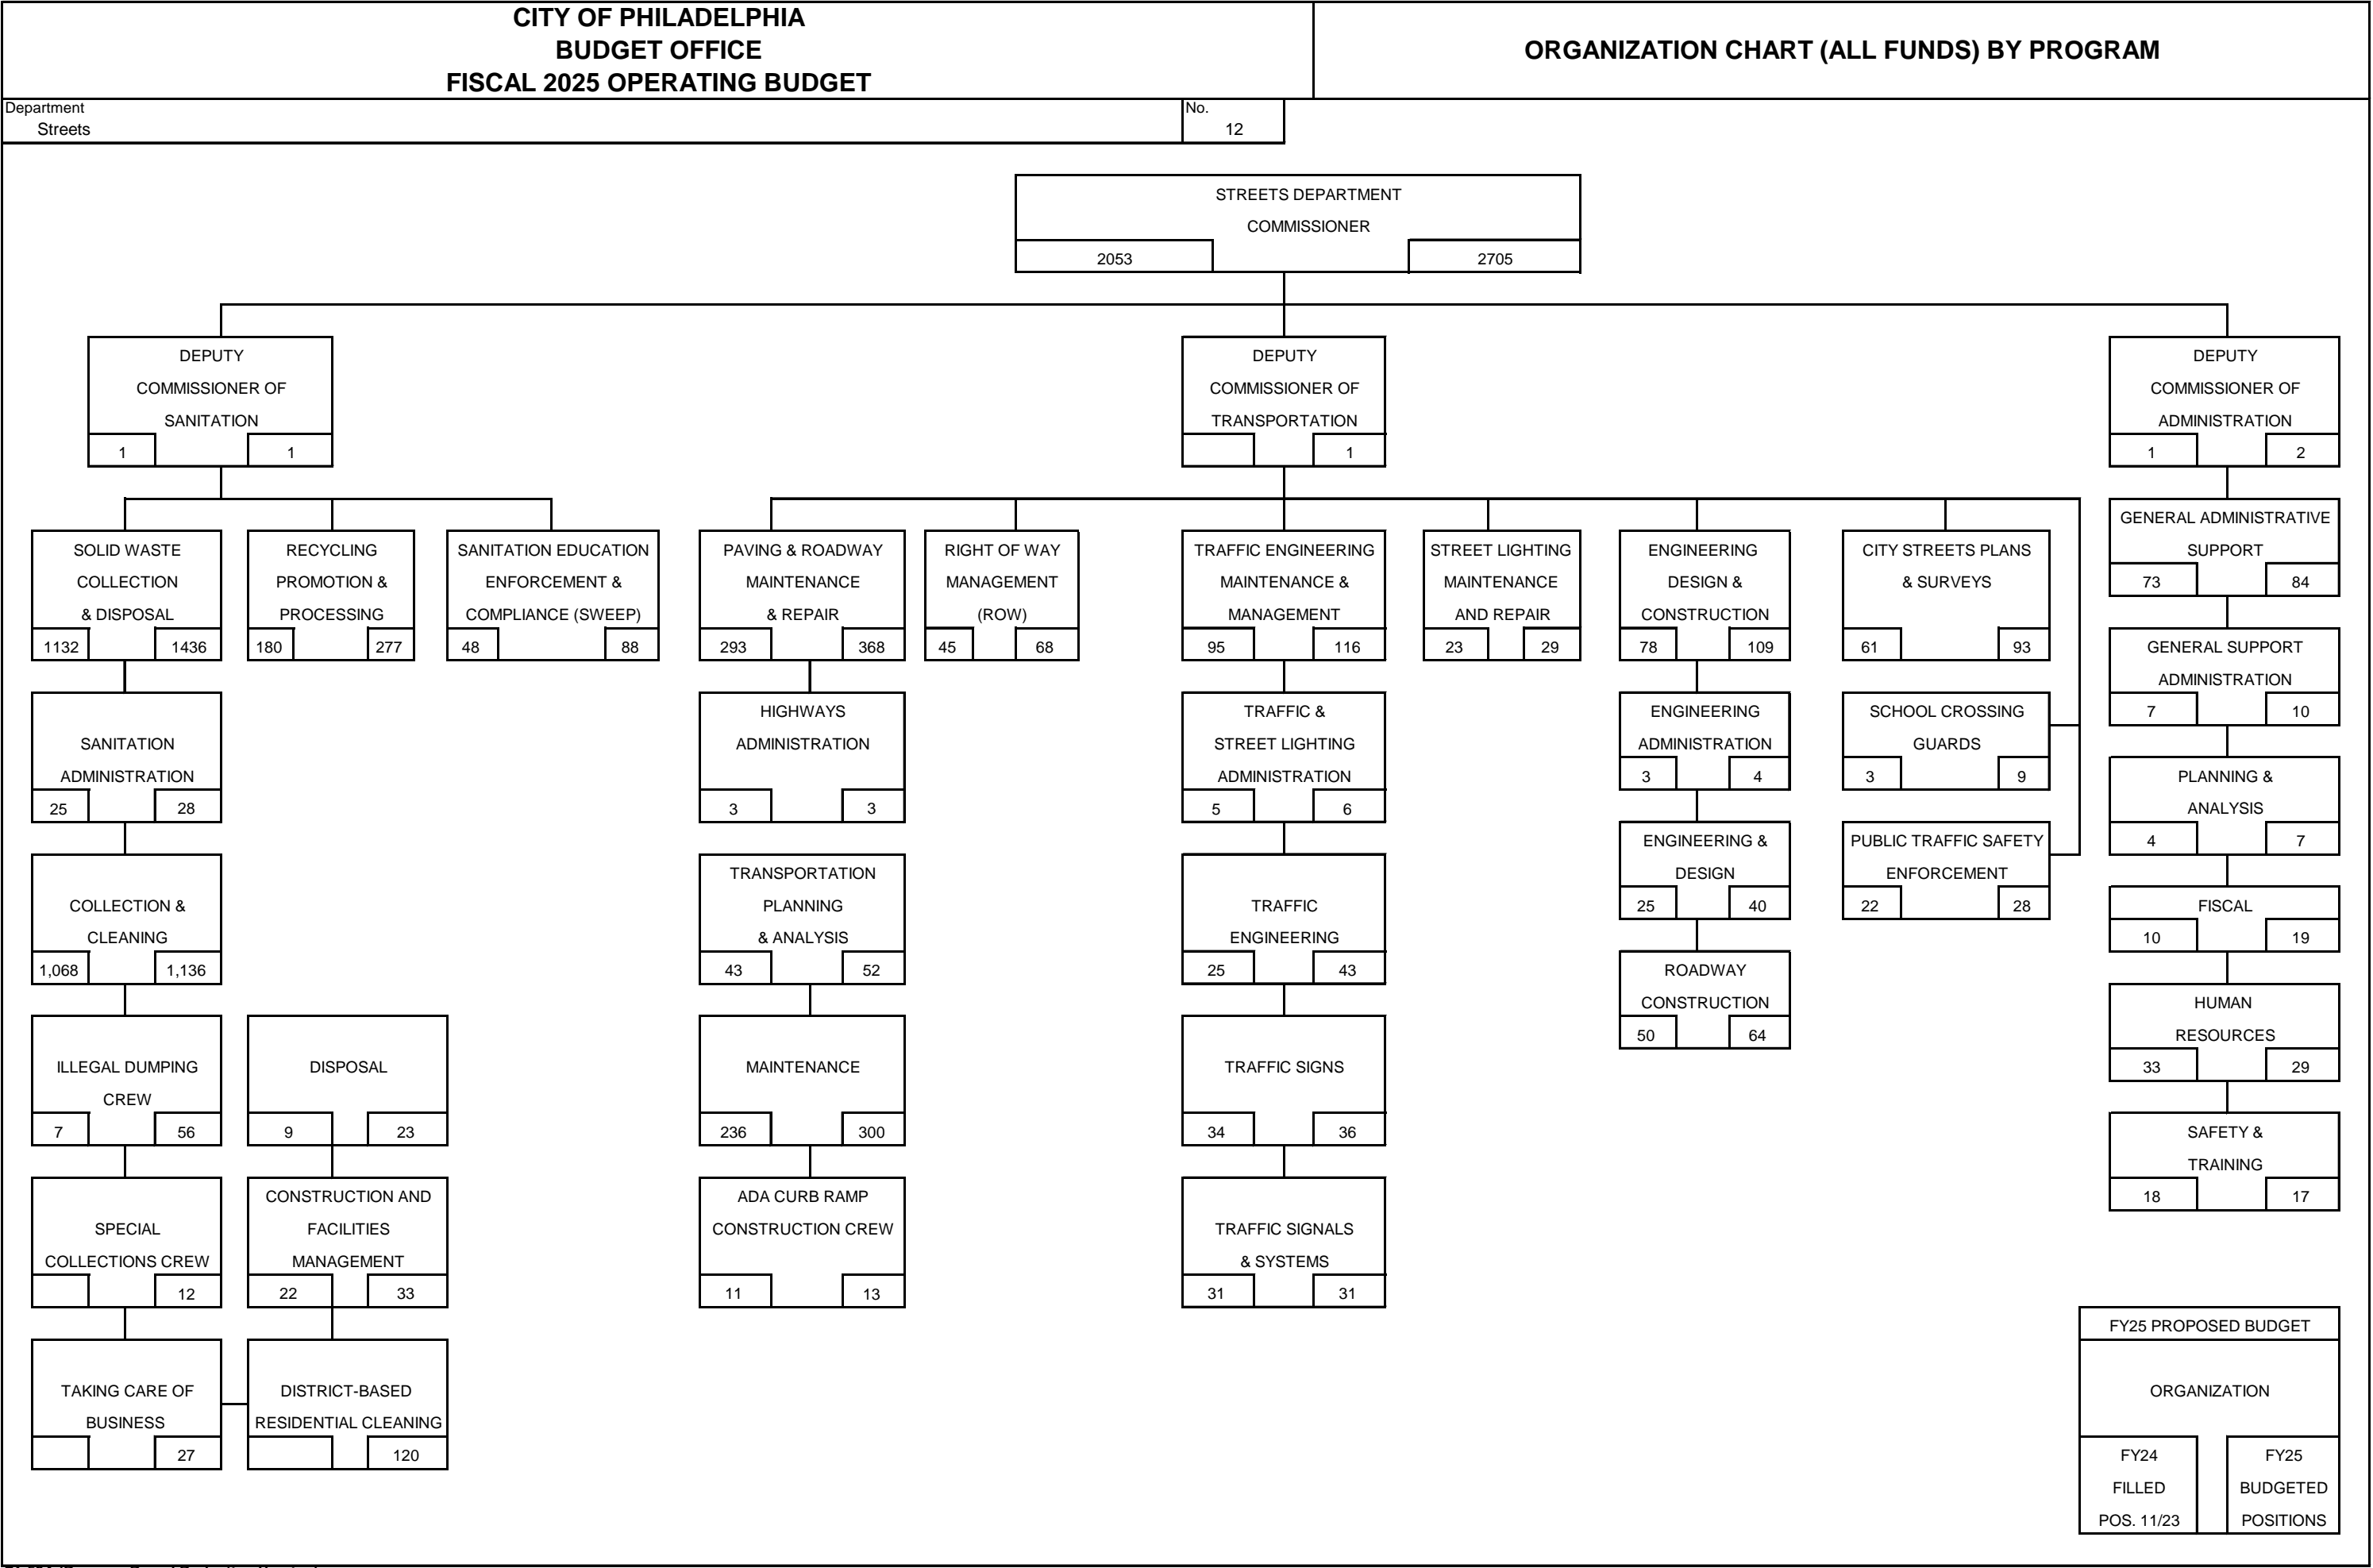 CITY OF PHILADELPHIA
BUDGET OFFICE
FISCAL 2025 OPERATING BUDGET
ORGANIZATION CHART (ALL FUNDS) BY PROGRAM
Department
Streets
No.
12
STREETS DEPARTMENT
COMMISSIONER
2053 2705
DEPUTY
COMMISSIONER OF
SANITATION
1 1
DEPUTY
COMMISSIONER OF
TRANSPORTATION
1
DEPUTY
COMMISSIONER OF
ADMINISTRATION
1 2
SOLID WASTE
COLLECTION
& DISPOSAL
1132 1436
RECYCLING
PROMOTION &
PROCESSING
180 277
SANITATION EDUCATION
ENFORCEMENT &
COMPLIANCE (SWEEP)
48 88
PAVING & ROADWAY
MAINTENANCE
& REPAIR
293 368
RIGHT OF WAY
MANAGEMENT
(ROW)
45 68
TRAFFIC ENGINEERING
MAINTENANCE &
MANAGEMENT
95 116
STREET LIGHTING
MAINTENANCE
AND REPAIR
23 29
ENGINEERING
DESIGN &
CONSTRUCTION
78 109
CITY STREETS PLANS
& SURVEYS
61 93
GENERAL ADMINISTRATIVE
SUPPORT
73 84
GENERAL SUPPORT
ADMINISTRATION
7 10
SANITATION
ADMINISTRATION
25 28
HIGHWAYS
ADMINISTRATION
3 3
TRAFFIC &
STREET LIGHTING
ADMINISTRATION
5 6
ENGINEERING
ADMINISTRATION
3 4
SCHOOL CROSSING
GUARDS
3 9
PLANNING &
ANALYSIS
4 7
COLLECTION &
CLEANING
1,068 1,136
TRANSPORTATION
PLANNING
& ANALYSIS
43 52
TRAFFIC
ENGINEERING
25 43
ENGINEERING &
DESIGN
25 40
PUBLIC TRAFFIC SAFETY
ENFORCEMENT
22 28
FISCAL
10 19
ROADWAY
CONSTRUCTION
50 64
HUMAN
RESOURCES
33 29
ILLEGAL DUMPING
CREW
7 56
DISPOSAL
9 23
MAINTENANCE
236 300
TRAFFIC SIGNS
34 36
SAFETY &
TRAINING
18 17
SPECIAL
COLLECTIONS CREW
12
CONSTRUCTION AND
FACILITIES
MANAGEMENT
22 33
ADA CURB RAMP
CONSTRUCTION CREW
11 13
TRAFFIC SIGNALS
& SYSTEMS
31 31
TAKING CARE OF
BUSINESS
27
DISTRICT-BASED
RESIDENTIAL CLEANING
120
FY25 PROPOSED BUDGET
ORGANIZATION
FY24
FILLED
POS. 11/23
FY25
BUDGETED
POSITIONS